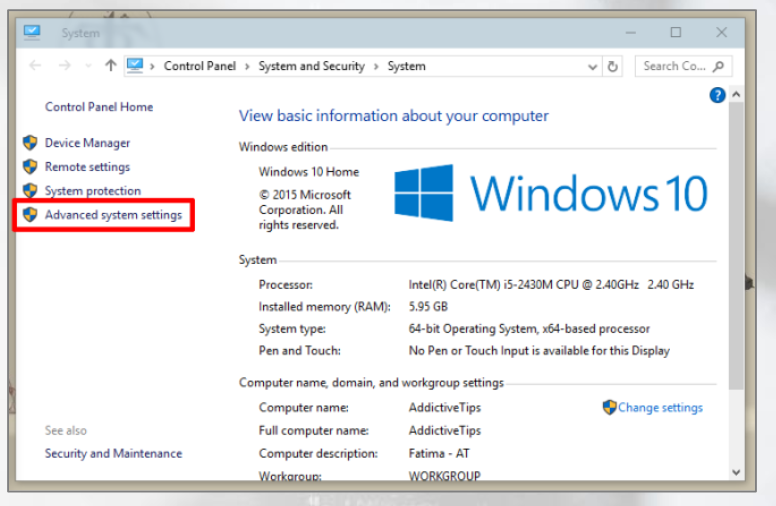 System
Control Panel > System and Security > System
Search Co...
Control Panel Home
Device Manager
Remote settings
System protection
Advanced system settings
See also
Security and Maintenance
View basic information about your computer
Windows edition
Windows 10 Home
© 2015 Microsoft
Corporation. All
rights reserved.
Windows 10
System
Processor: Intel(R) Core(TM) i5-2430M CPU @ 2.40GHz 2.40 GHz
Installed memory (RAM): 5.95 GB
System type: 64-bit Operating System, x64-based processor
Pen and Touch: No Pen or Touch Input is available for this Display
Computer name, domain, and workgroup settings
Computer name: AddictiveTips
Change settings
Full computer name: AddictiveTips
Computer description: Fatima - AT
Workgroup: WORKGROUP